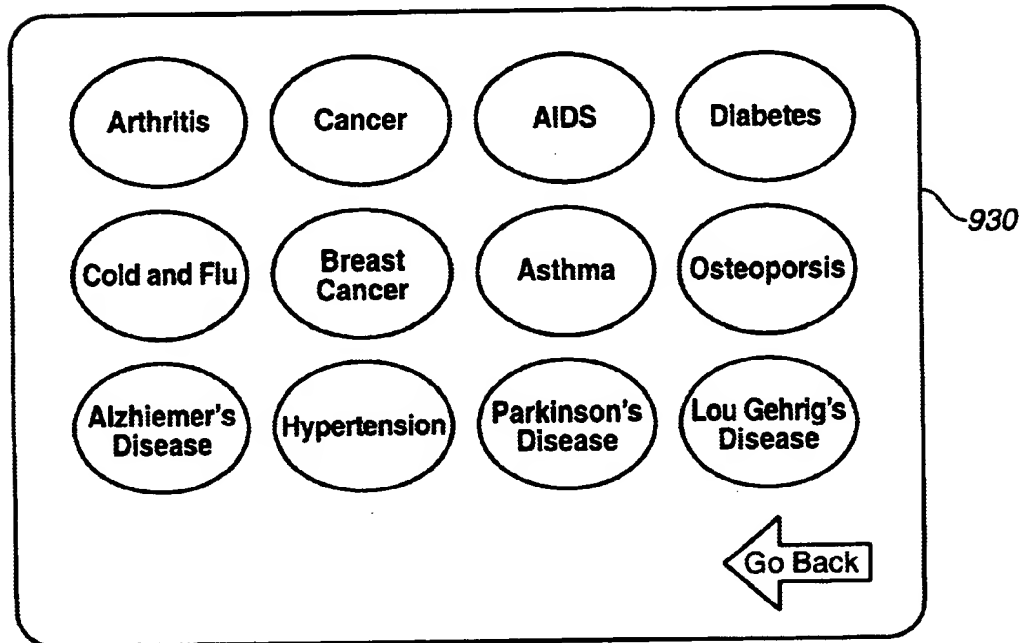 Arthritis
Cancer
AIDS
Diabetes
930
Cold and Flu
Breast
Cancer
Asthma
Osteoporsis
Alzhiemer's
Disease
Hypertension
Parkinson's
Disease
Lou Gehrig's
Disease
Go Back